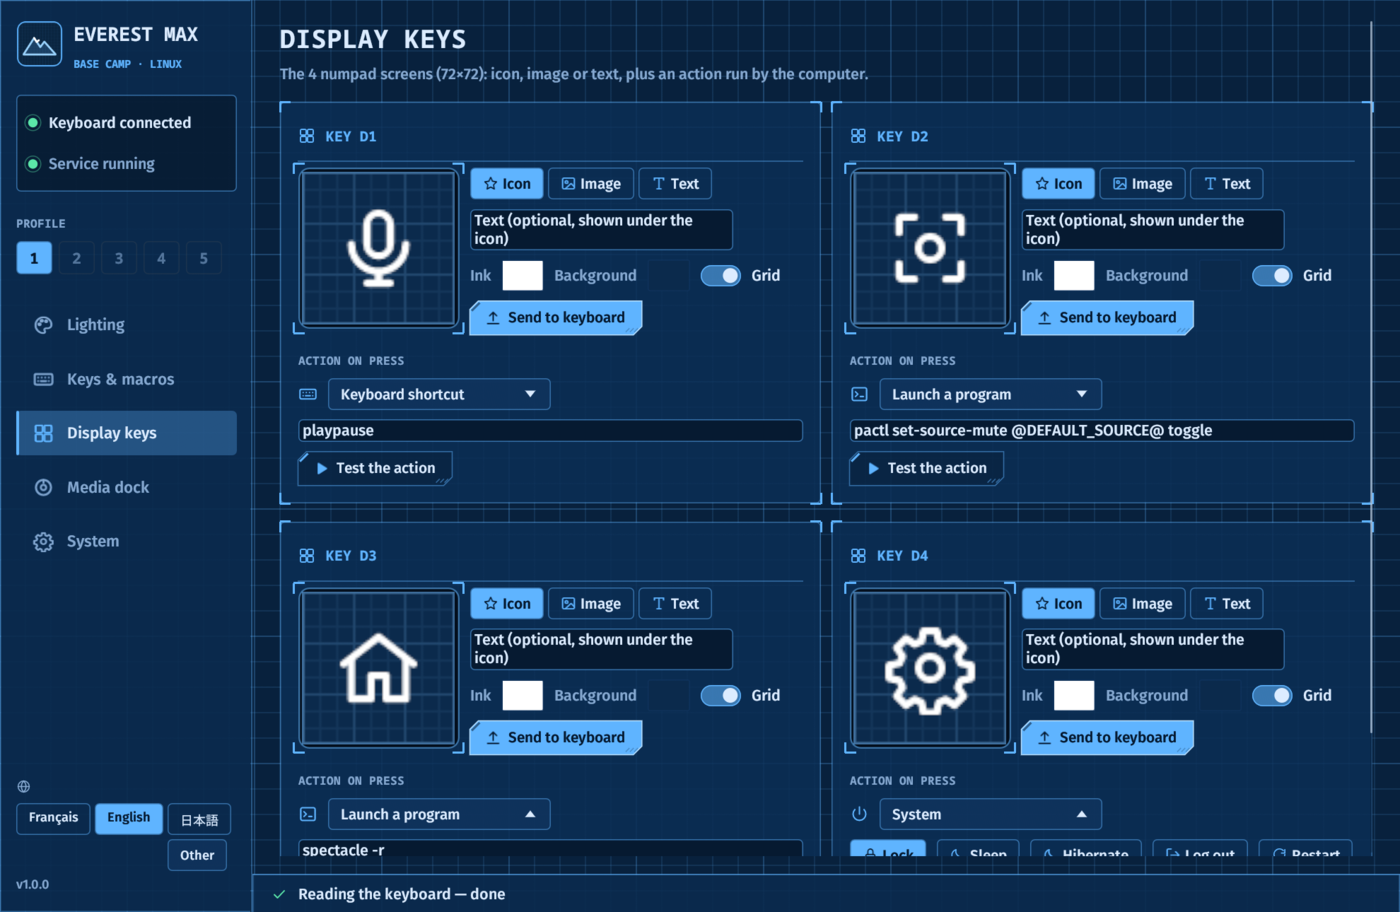 EVEREST MAX
BASE CAMP · LINUX
Keyboard connected
Service running
PROFILE
1 2 3 4 5
Lighting
Keys & macros
Display keys
Media dock
System
Français English 日本語
Other
v1.0.0
DISPLAY KEYS
The 4 numpad screens (72×72): icon, image or text, plus an action run by the computer.
KEY D1
Icon Image Text
Text (optional, shown under the
icon)
Ink Background Grid
Send to keyboard
ACTION ON PRESS
Keyboard shortcut
playpause
Test the action
KEY D2
Icon Image Text
Text (optional, shown under the
icon)
Ink Background Grid
Send to keyboard
ACTION ON PRESS
Launch a program
pactl set-source-mute @DEFAULT_SOURCE@ toggle
Test the action
KEY D3
Icon Image Text
Text (optional, shown under the
icon)
Ink Background Grid
Send to keyboard
ACTION ON PRESS
Launch a program
spectacle -r
KEY D4
Icon Image Text
Text (optional, shown under the
icon)
Ink Background Grid
Send to keyboard
ACTION ON PRESS
System
Lock Sleep Hibernate Log out Restart
Reading the keyboard — done